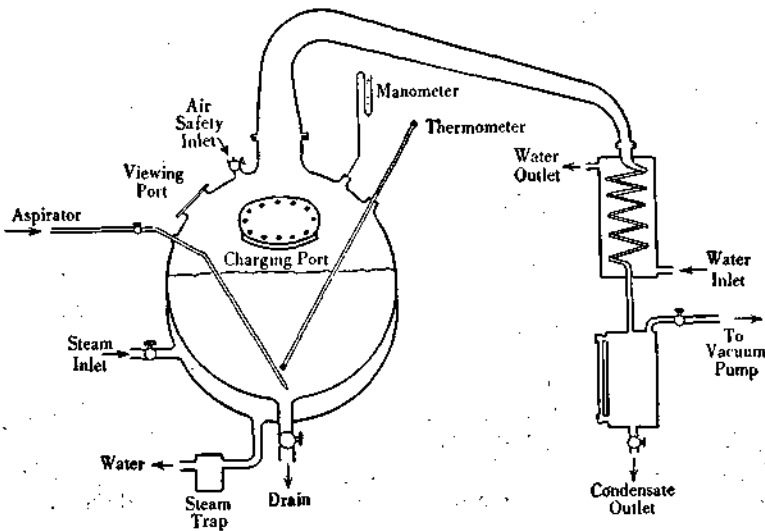 Manometer
Air
Safety
Inlet
Thermometer
Viewing
Port
Water
Outlet
Aspirator
Charging Port
Water
Inlet
Steam
Inlet
To
Vacuum
Pump
Water
Steam
Trap
Drain
Condensate
Outlet